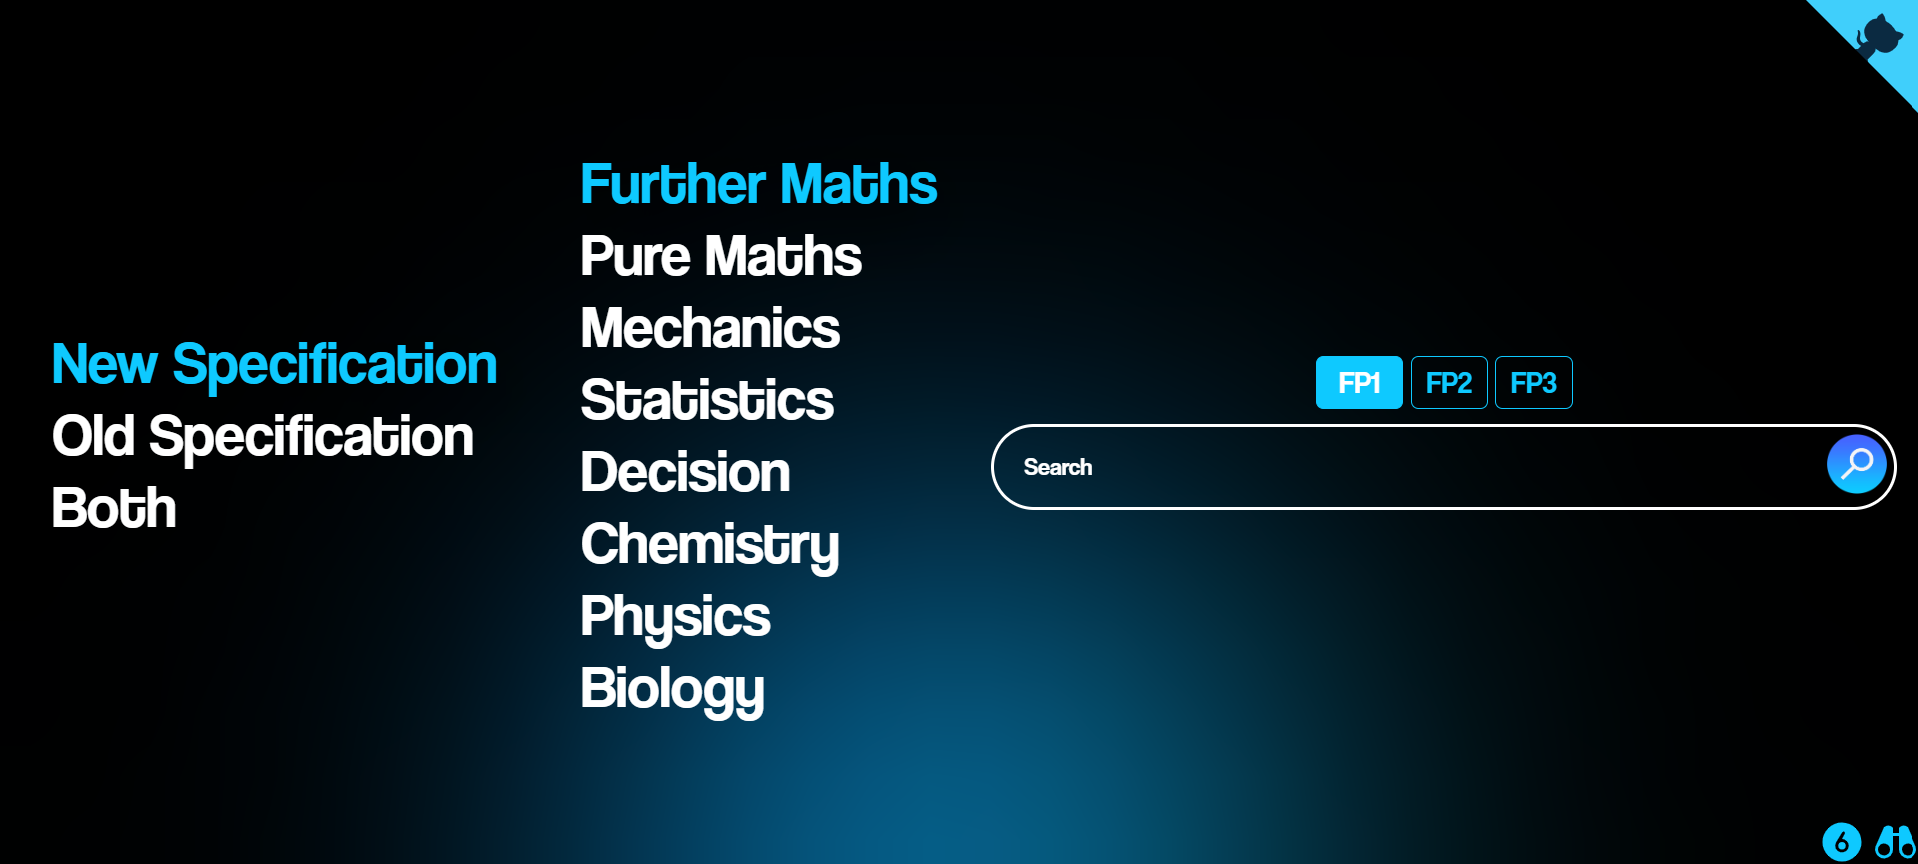 New Specification
Old Specification
Both
Further Maths
Pure Maths
Mechanics
Statistics
Decision
Chemistry
Physics
Biology
FP1 FP2 FP3
Search
6